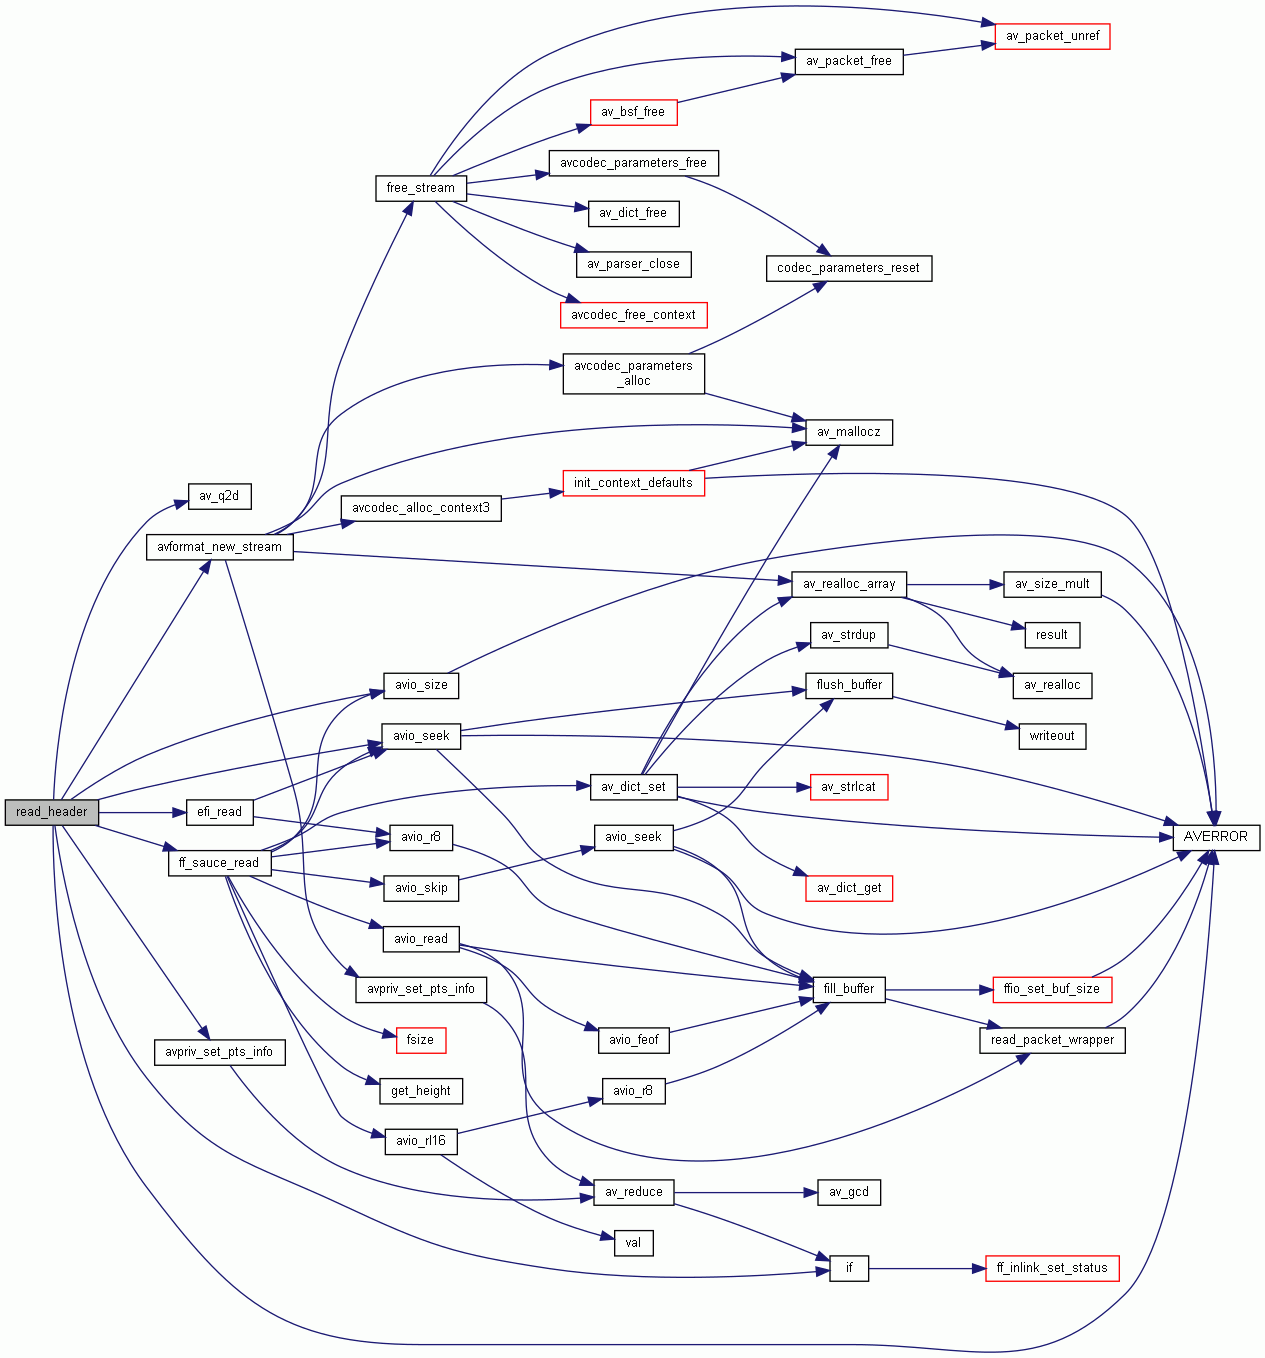 av_packet_unref
av_packet_free
av_bsf_free
avcodec_parameters_free
free_stream
av_dict_free
av_parser_close
codec_parameters_reset
avcodec_free_context
avcodec_parameters
_alloc
av_mallocz
init_context_defaults
av_q2d
avcodec_alloc_context3
avformat_new_stream
av_realloc_array
av_size_mult
av_strdup
result
avio_size
flush_buffer
av_realloc
avio_seek
writeout
av_dict_set
av_strlcat
read_header
efi_read
avio_r8
avio_seek
AVERROR
ff_sauce_read
avio_skip
av_dict_get
avio_read
avpriv_set_pts_info
fill_buffer
ffio_set_buf_size
fsize
avio_feof
read_packet_wrapper
avpriv_set_pts_info
get_height
avio_r8
avio_rl16
av_reduce
av_gcd
val
if
ff_inlink_set_status